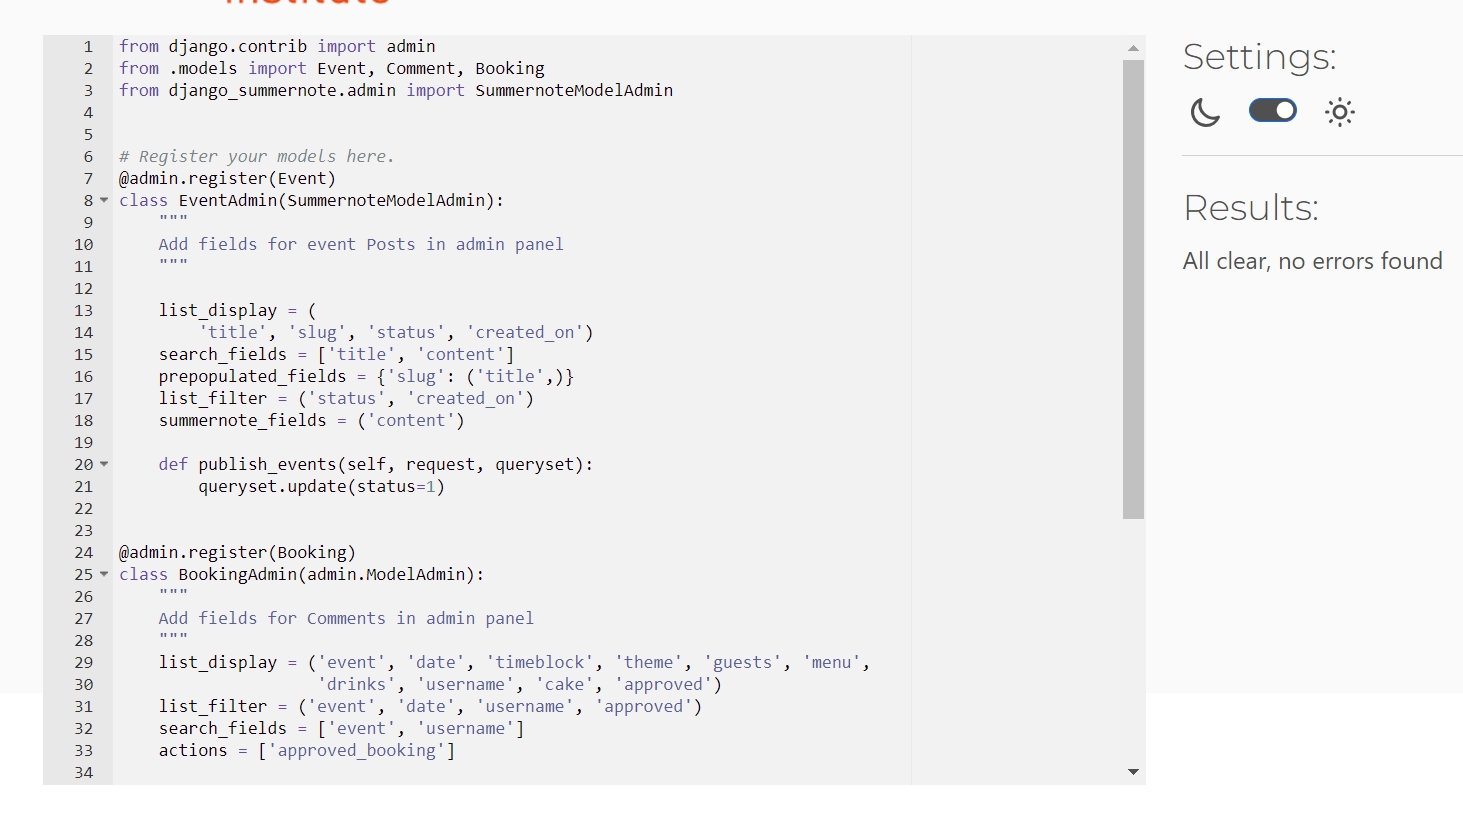 from django.contrib import admin
from .models import Event, Comment, Booking
from django_summernote.admin import SummernoteModelAdmin
# Register your models here.
@admin.register(Event)
class EventAdmin(SummernoteModelAdmin):
"""
Add fields for event Posts in admin panel
"""
list_display = (
'title', 'slug', 'status', 'created_on')
search_fields = ['title', 'content']
prepopulated_fields = {'slug': ('title',)}
list_filter = ('status', 'created_on')
summernote_fields = ('content')
def publish_events(self, request, queryset):
queryset.update(status=1)
@admin.register(Booking)
class BookingAdmin(admin.ModelAdmin):
"""
Add fields for Comments in admin panel
"""
list_display = ('event', 'date', 'timeblock', 'theme', 'guests', 'menu',
'drinks', 'username', 'cake', 'approved')
list_filter = ('event', 'date', 'username', 'approved')
search_fields = ['event', 'username']
actions = ['approved_booking']
1
2
3
4
5
6
7
8
9
10
11
12
13
14
15
16
17
18
19
20
21
22
23
24
25
26
27
28
29
30
31
32
33
34
Settings:
Results:
All clear, no errors found